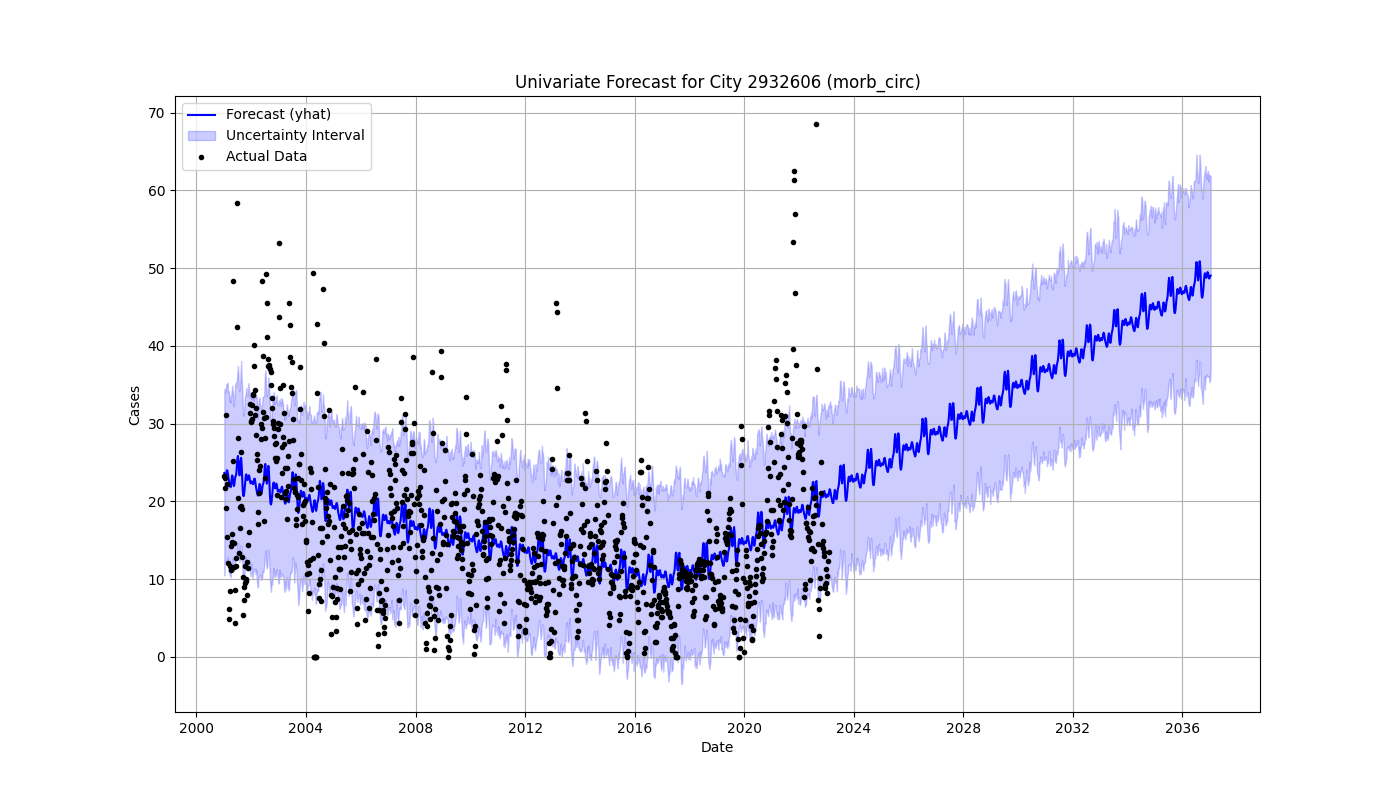 Univariate Forecast for City 2932606 (morb_circ)
Forecast (yhat)
Uncertainty Interval
Actual Data
70
60
50
40
30
20
10
0
Cases
2000 2004 2008 2012 2016 2020 2024 2028 2032 2036
Date